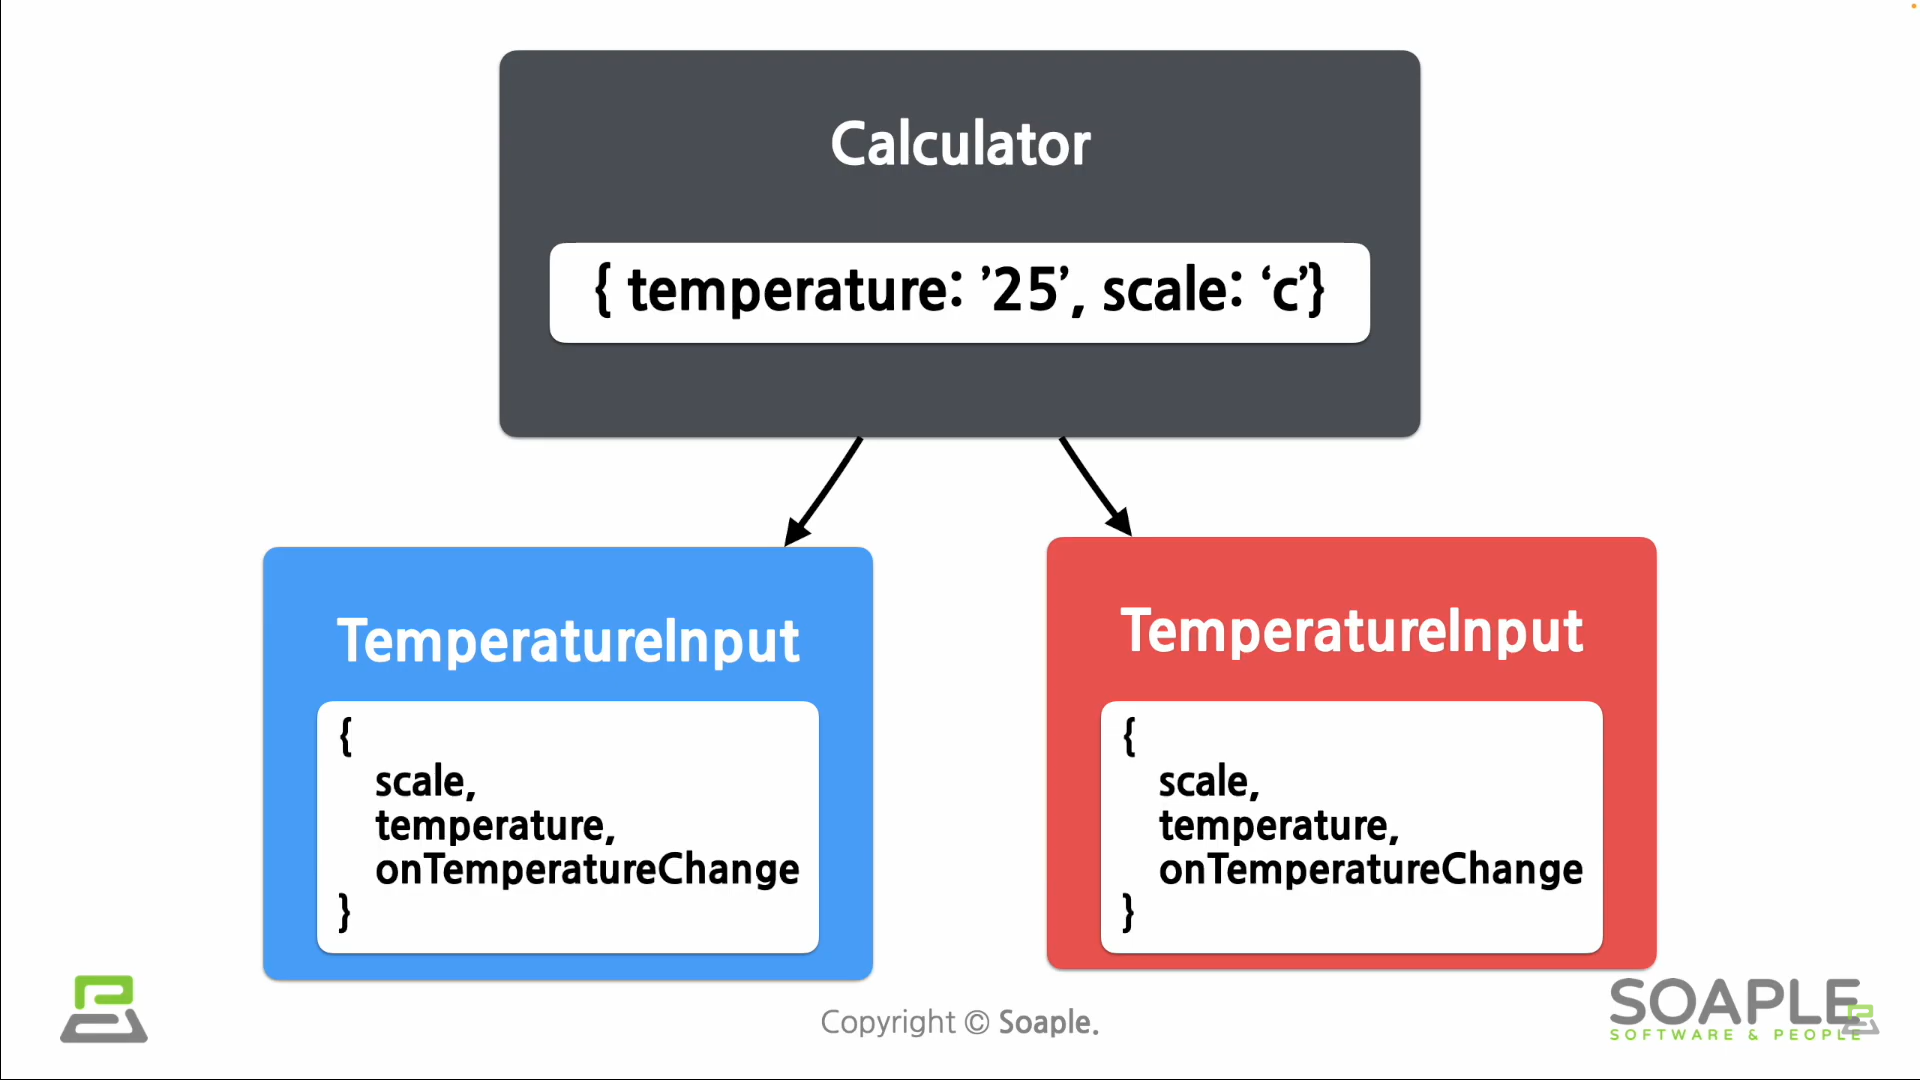 Calculator
{ temperature: ’25’, scale: ‘c’}
TemperatureInput
{
scale,
temperature,
onTemperatureChange
}
TemperatureInput
{
scale,
temperature,
onTemperatureChange
}
Copyright © Soaple.
SOAPLE
SOFTWARE & PEOPLE